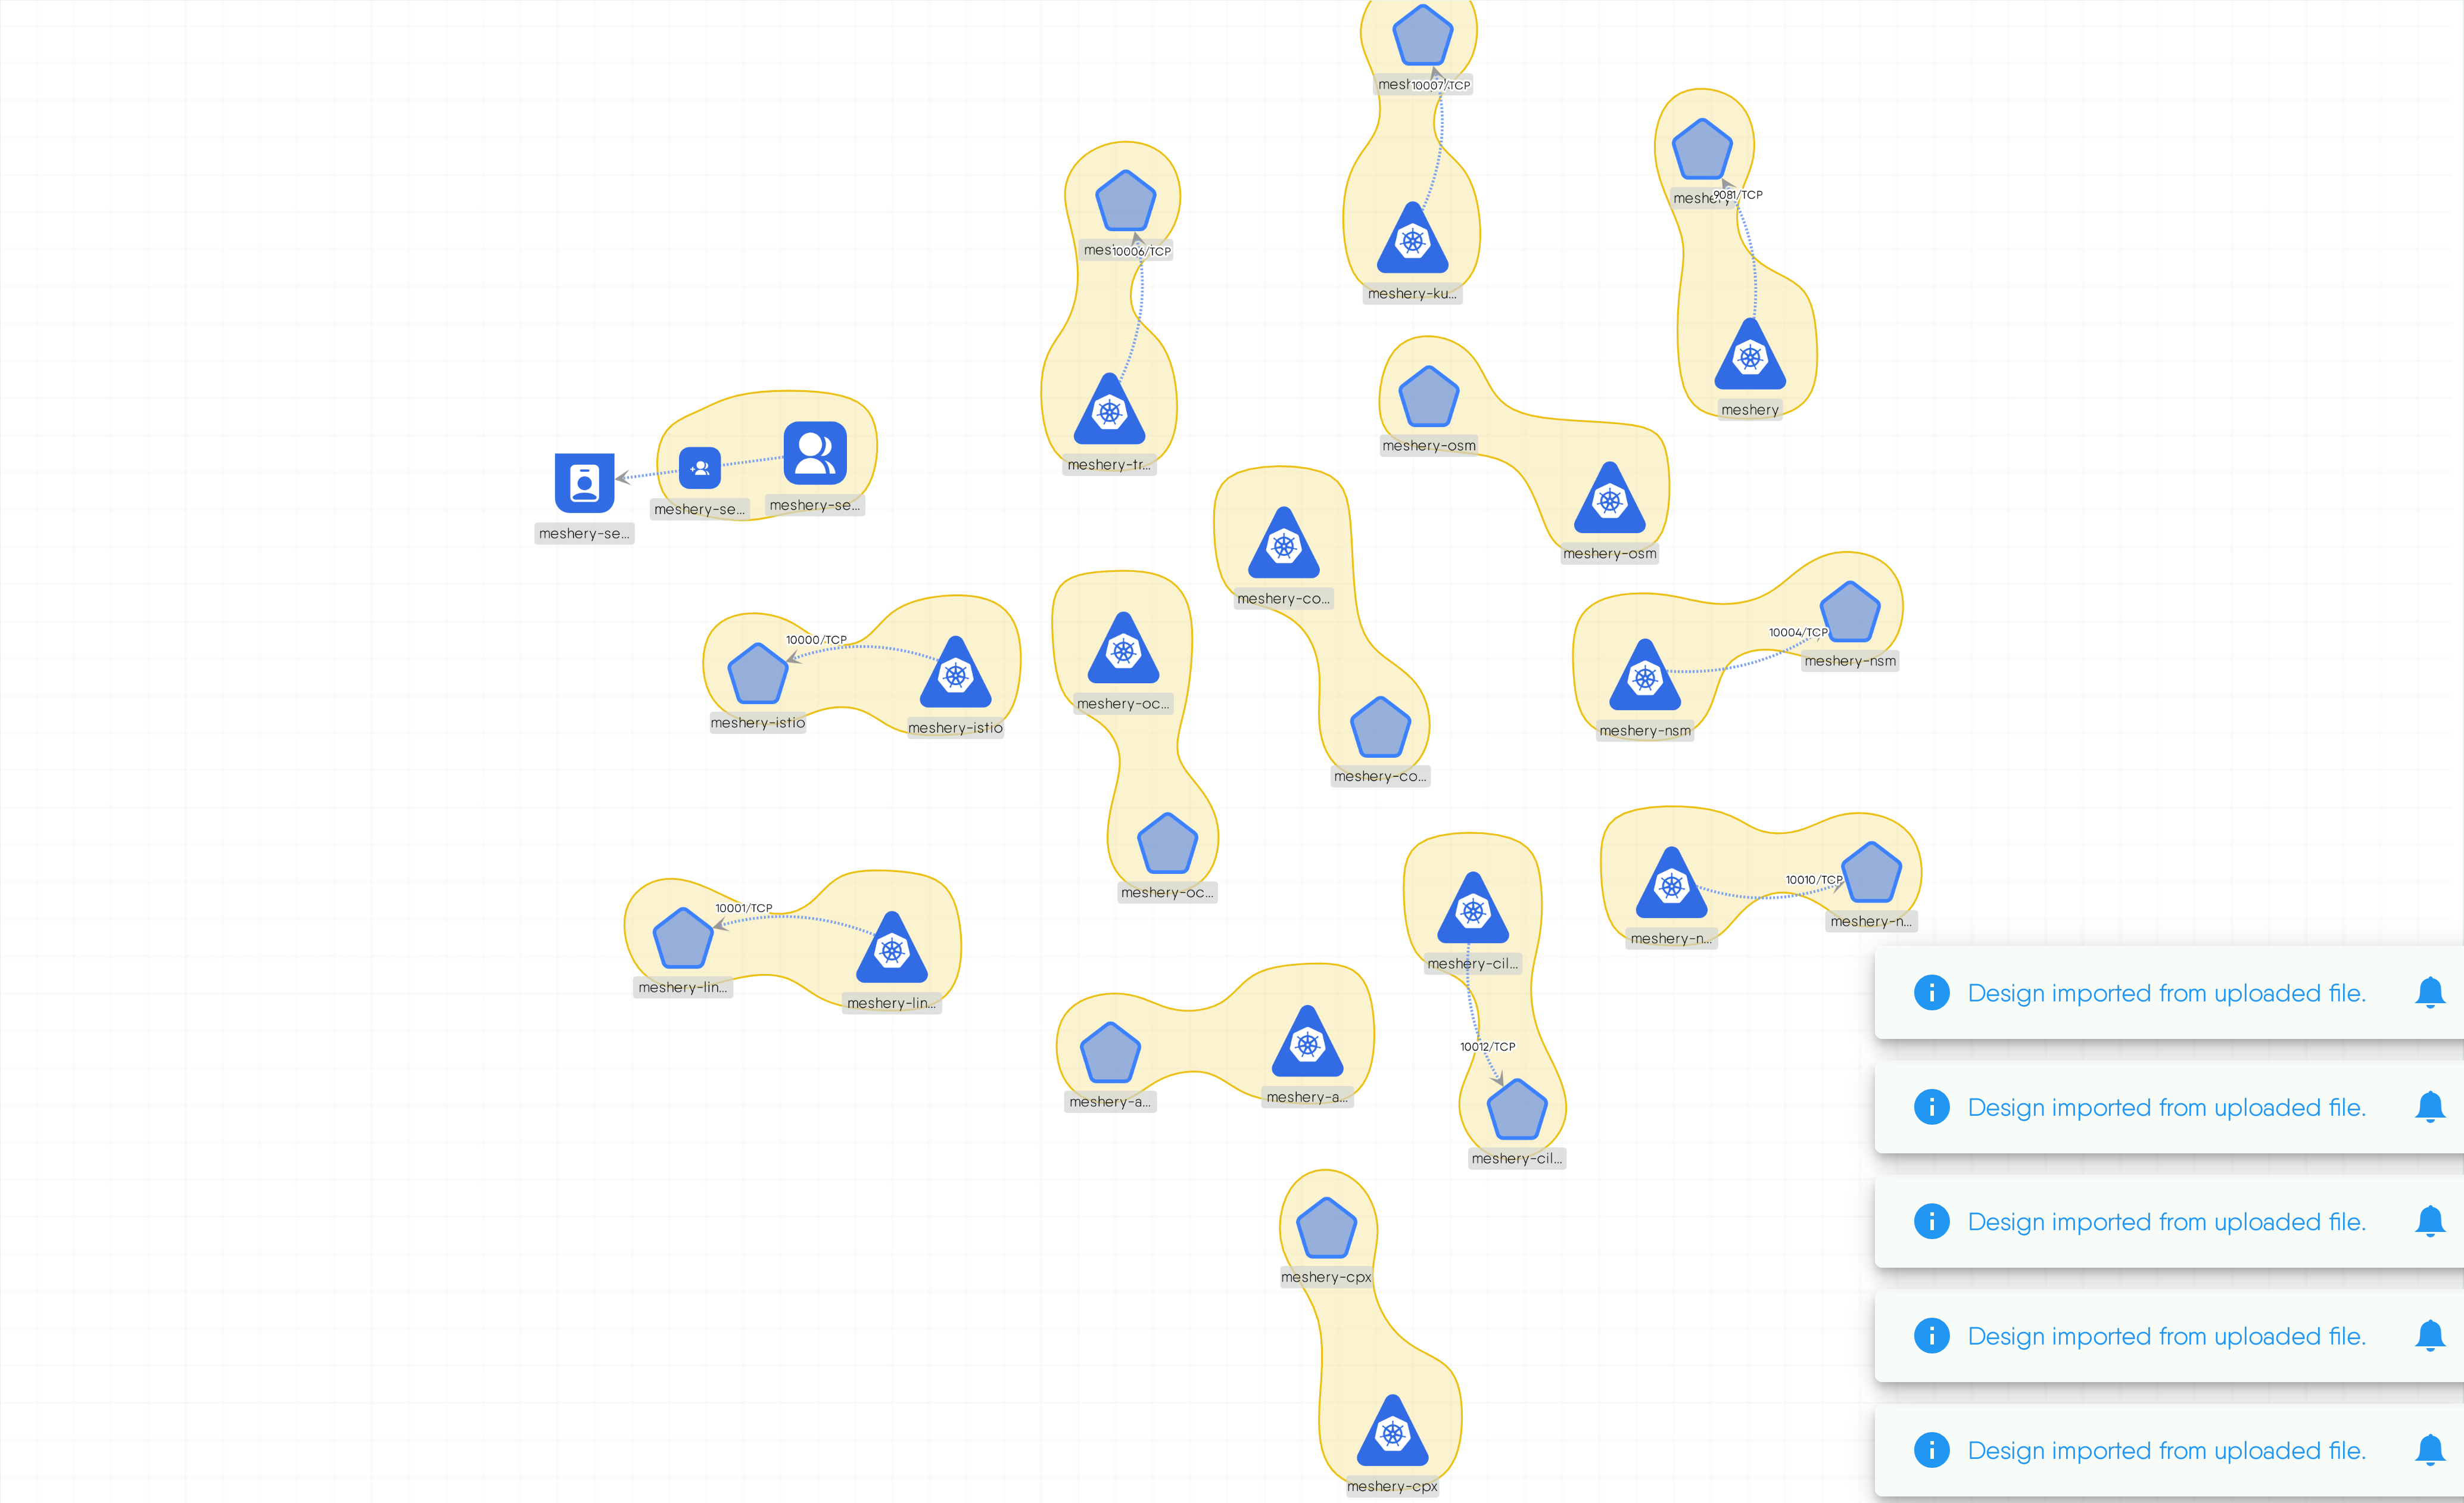 10007/TCP
meshery-ku...
meshery
9081/TCP
meshery
10006/TCP
meshery-tr...
meshery-osm
meshery-osm
meshery-se...
meshery-se...
meshery-se...
meshery-co...
meshery-co...
10000/TCP
meshery-istio
meshery-istio
meshery-oc...
meshery-oc...
10004/TCP
meshery-nsm
meshery-nsm
10001/TCP
meshery-lin...
meshery-lin...
meshery-cil...
10012/TCP
meshery-cil...
10010/TCP
meshery-n...
meshery-n...
meshery-a...
meshery-a...
meshery-cpx
meshery-cpx
Design imported from uploaded file.
Design imported from uploaded file.
Design imported from uploaded file.
Design imported from uploaded file.
Design imported from uploaded file.